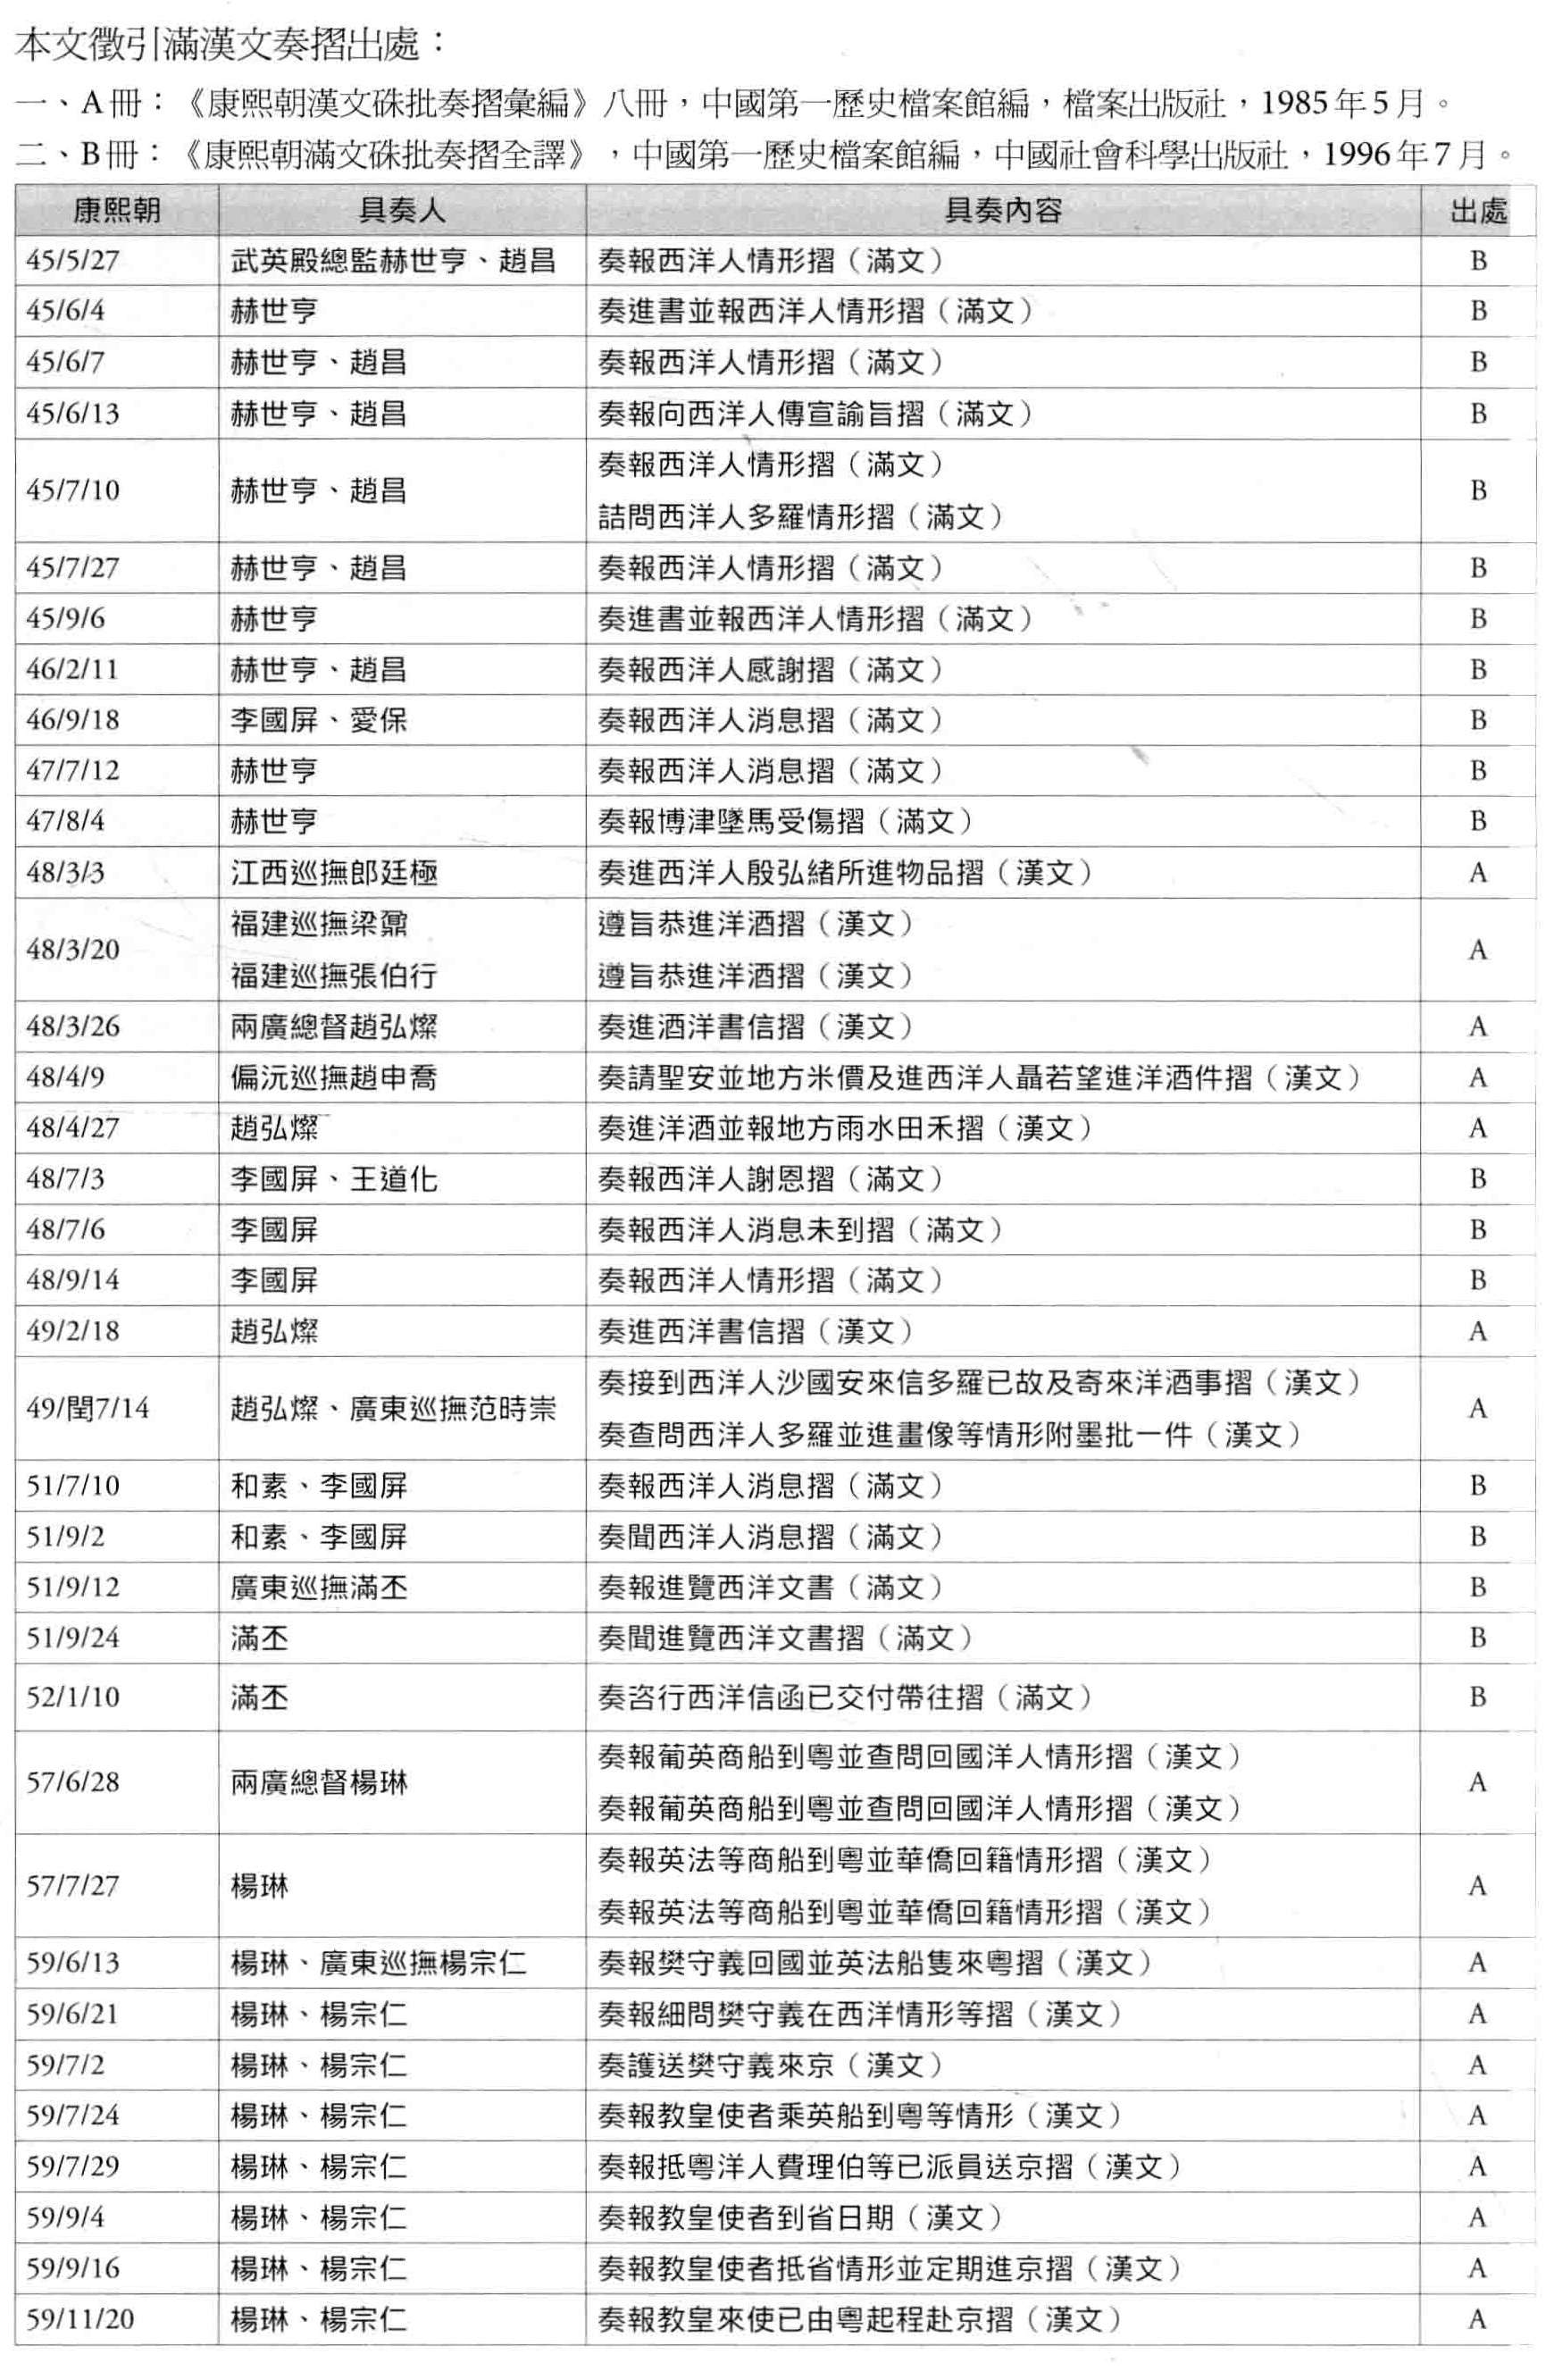 本文徵引滿漢文奏摺出處：
一、A冊：《康熙朝漢文硃批奏摺彙編》八冊，中國第一歷史檔案館編，檔案出版社，1985年5月。
二、B冊：《康熙朝滿文硃批奏摺全譯》，中國第一歷史檔案館編，中國社會科學出版社，1996年7月。
康熙朝 具奏人 具奏內容 出處
45/5/27 武英殿總監赫世亨、趙昌 奏報西洋人情形摺（滿文） B
45/6/4 赫世亨 奏進書並報西洋人情形摺（滿文） B
45/6/7 赫世亨、趙昌 奏報西洋人情形摺（滿文） B
45/6/13 赫世亨、趙昌 奏報向西洋人傳宣諭旨摺（滿文） B
45/7/10 赫世亨、趙昌 奏報西洋人情形摺（滿文）
詰問西洋人多羅情形摺（滿文） B
45/7/27 赫世亨、趙昌 奏報西洋人情形摺（滿文） B
45/9/6 赫世亨 奏進書並報西洋人情形摺（滿文） B
46/2/11 赫世亨、趙昌 奏報西洋人感謝摺（滿文） B
46/9/18 李國屏、愛保 奏報西洋人消息摺（滿文） B
47/7/12 赫世亨 奏報西洋人消息摺（滿文） B
47/8/4 赫世亨 奏報博津墜馬受傷摺（滿文） B
48/3/3 江西巡撫郎廷極 奏進西洋人殷弘緒所進物品摺（漢文） A
48/3/20 福建巡撫梁鼐 遵旨恭進洋酒摺（漢文）
福建巡撫張伯行 遵旨恭進洋酒摺（漢文） A
48/3/26 兩廣總督趙弘燦 奏進酒洋書信摺（漢文） A
48/4/9 偏沅巡撫趙申喬 奏請聖安並地方米價及進西洋人聶若望進洋酒件摺（漢文） A
48/4/27 趙弘燦 奏進洋酒並報地方雨水田禾摺（漢文） A
48/7/3 李國屏、王道化 奏報西洋人謝恩摺（滿文） B
48/7/6 李國屏 奏報西洋人消息未到摺（滿文） B
48/9/14 李國屏 奏報西洋人情形摺（滿文） B
49/2/18 趙弘燦 奏進西洋書信摺（漢文） A
49/閏7/14 趙弘燦、廣東巡撫范時崇 奏接到西洋人沙國安來信多羅已故及寄來洋酒事摺（漢文）
奏查問西洋人多羅並進畫像等情形附墨批一件（漢文） A
51/7/10 和素、李國屏 奏報西洋人消息摺（滿文） B
51/9/2 和素、李國屏 奏聞西洋人消息摺（滿文） B
51/9/12 廣東巡撫滿丕 奏報進覽西洋文書（滿文） B
51/9/24 滿丕 奏聞進覽西洋文書摺（滿文） B
52/1/10 滿丕 奏咨行西洋信函已交付帶往摺（滿文） B
57/6/28 兩廣總督楊琳 奏報葡英商船到粵並查問回國洋人情形摺（漢文）
奏報葡英商船到粵並查問回國洋人情形摺（漢文） A
57/7/27 楊琳 奏報英法等商船到粵並華僑回籍情形摺（漢文）
奏報英法等商船到粵並華僑回籍情形摺（漢文） A
59/6/13 楊琳、廣東巡撫楊宗仁 奏報樊守義回國並英法船隻來粵摺（漢文） A
59/6/21 楊琳、楊宗仁 奏報細問樊守義在西洋情形等摺（漢文） A
59/7/2 楊琳、楊宗仁 奏護送樊守義來京（漢文） A
59/7/24 楊琳、楊宗仁 奏報教皇使者乘英船到粵等情形（漢文） A
59/7/29 楊琳、楊宗仁 奏報抵粵洋人費理伯等已派員送京摺（漢文） A
59/9/4 楊琳、楊宗仁 奏報教皇使者到省日期（漢文） A
59/9/16 楊琳、楊宗仁 奏報教皇使者抵省情形並定期進京摺（漢文） A
59/11/20 楊琳、楊宗仁 奏報教皇來使已由粵起程赴京摺（漢文） A